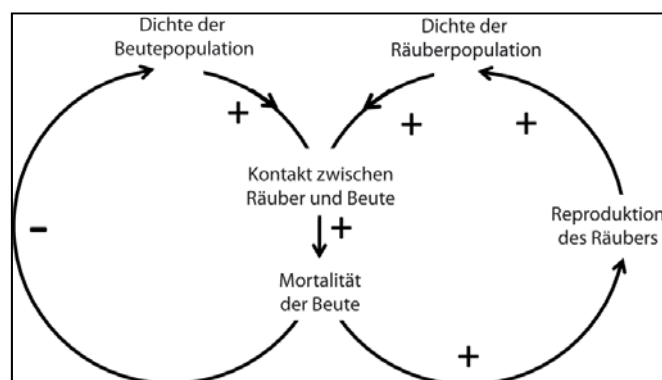 Dichte der
Beutepopulation
Dichte der
Räuberpopulation
+
+
+
Kontakt zwischen
Räuber und Beute
+
-
Reproduktion
des Räubers
Mortalität
der Beute
+